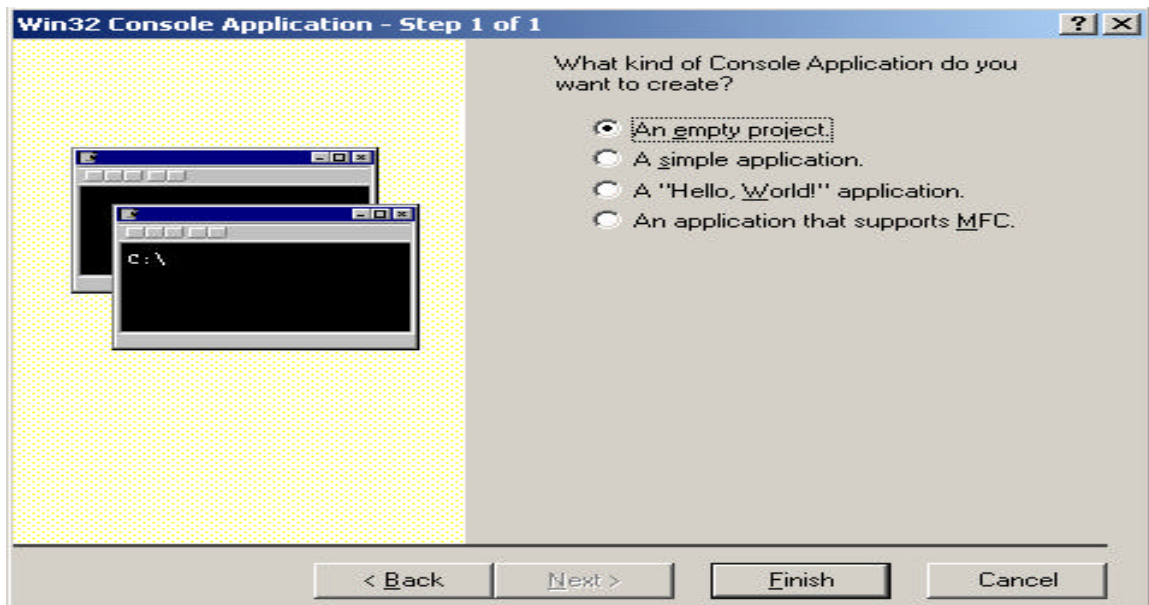 Win32 Console Application - Step 1 of 1
What kind of Console Application do you
want to create?
An empty project.
A simple application.
A "Hello, World!" application.
An application that supports MFC.
C:\
< Back
Next >
Finish
Cancel